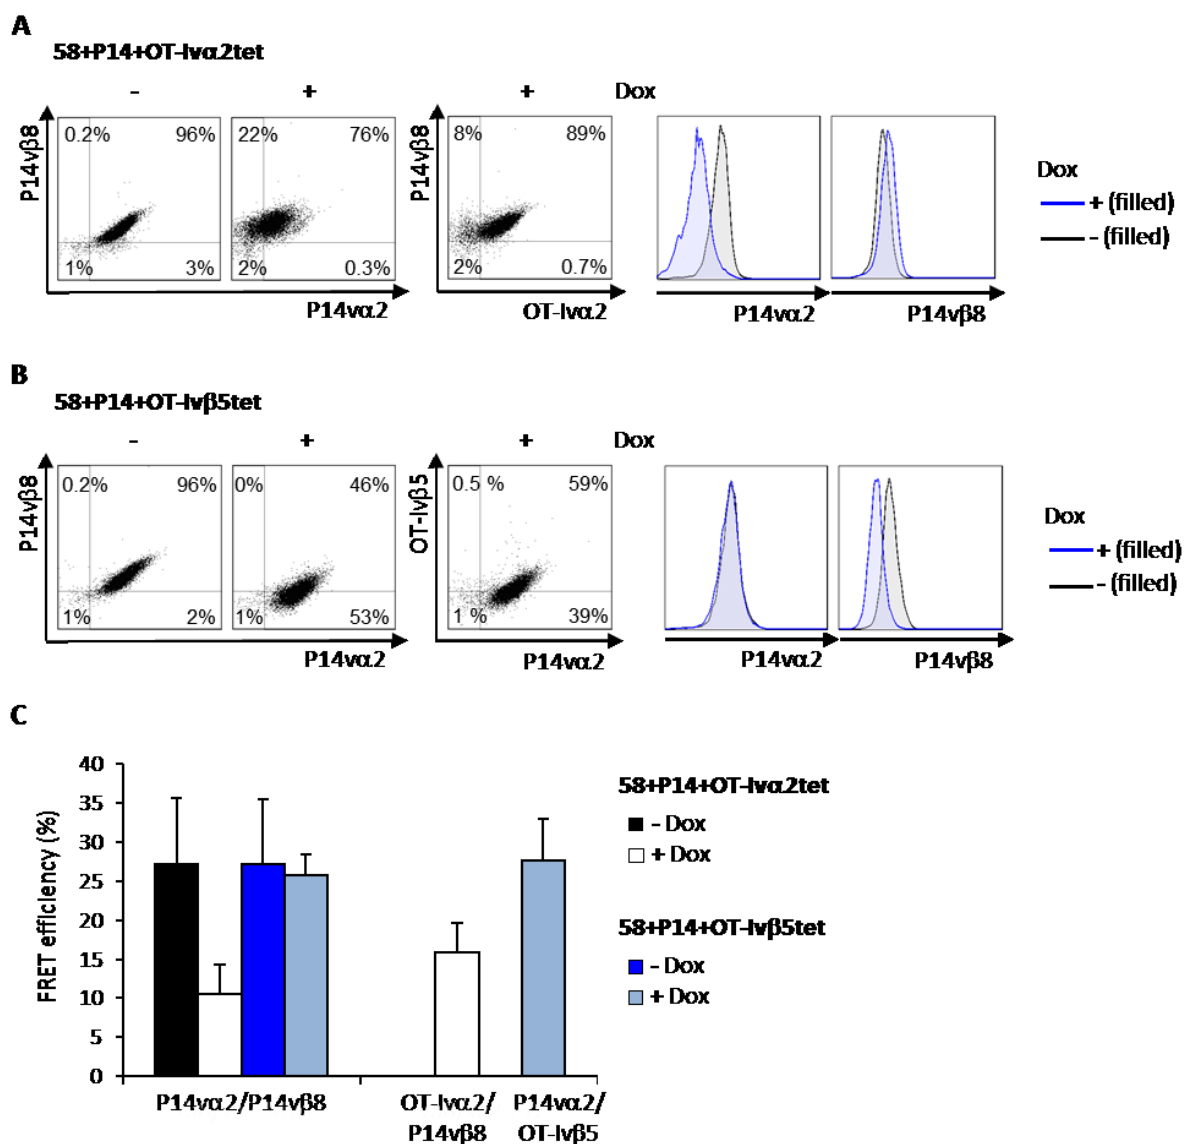 A
58+P14+OT-Ivα2tet
- + + Dox
P14vβ8
0.2% 96%
1% 3%
22% 76%
2% 0.3%
P14vα2
P14vβ8
8% 89%
2% 0.7%
OT-Ivα2
P14vα2
P14vβ8
Dox
+ (filled)
- (filled)
B
58+P14+OT-Ivβ5tet
- + + Dox
P14vβ8
0.2% 96%
1% 2%
0% 46%
1% 53%
P14vα2
OT-Ivβ5
0.5 % 59%
1 % 39%
P14vα2
P14vα2
P14vβ8
Dox
+ (filled)
- (filled)
C
FRET efficiency (%)
40
35
30
25
20
15
10
5
0
P14vα2/P14vβ8
OT-Ivα2/
P14vβ8
P14vα2/
OT-Ivβ5
58+P14+OT-Ivα2tet
- Dox
+ Dox
58+P14+OT-Ivβ5tet
- Dox
+ Dox